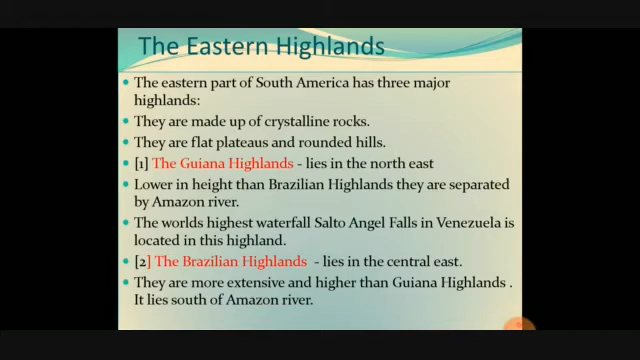 The Eastern Highlands
• The eastern part of South America has three major
highlands:
• They are made up of crystalline rocks.
• They are flat plateaus and rounded hills.
• [1] The Guiana Highlands - lies in the north east
• Lower in height than Brazilian Highlands they are separated
by Amazon river.
• The worlds highest waterfall Salto Angel Falls in Venezuela is
located in this highland.
• [2] The Brazilian Highlands - lies in the central east.
• They are more extensive and higher than Guiana Highlands .
It lies south of Amazon river.